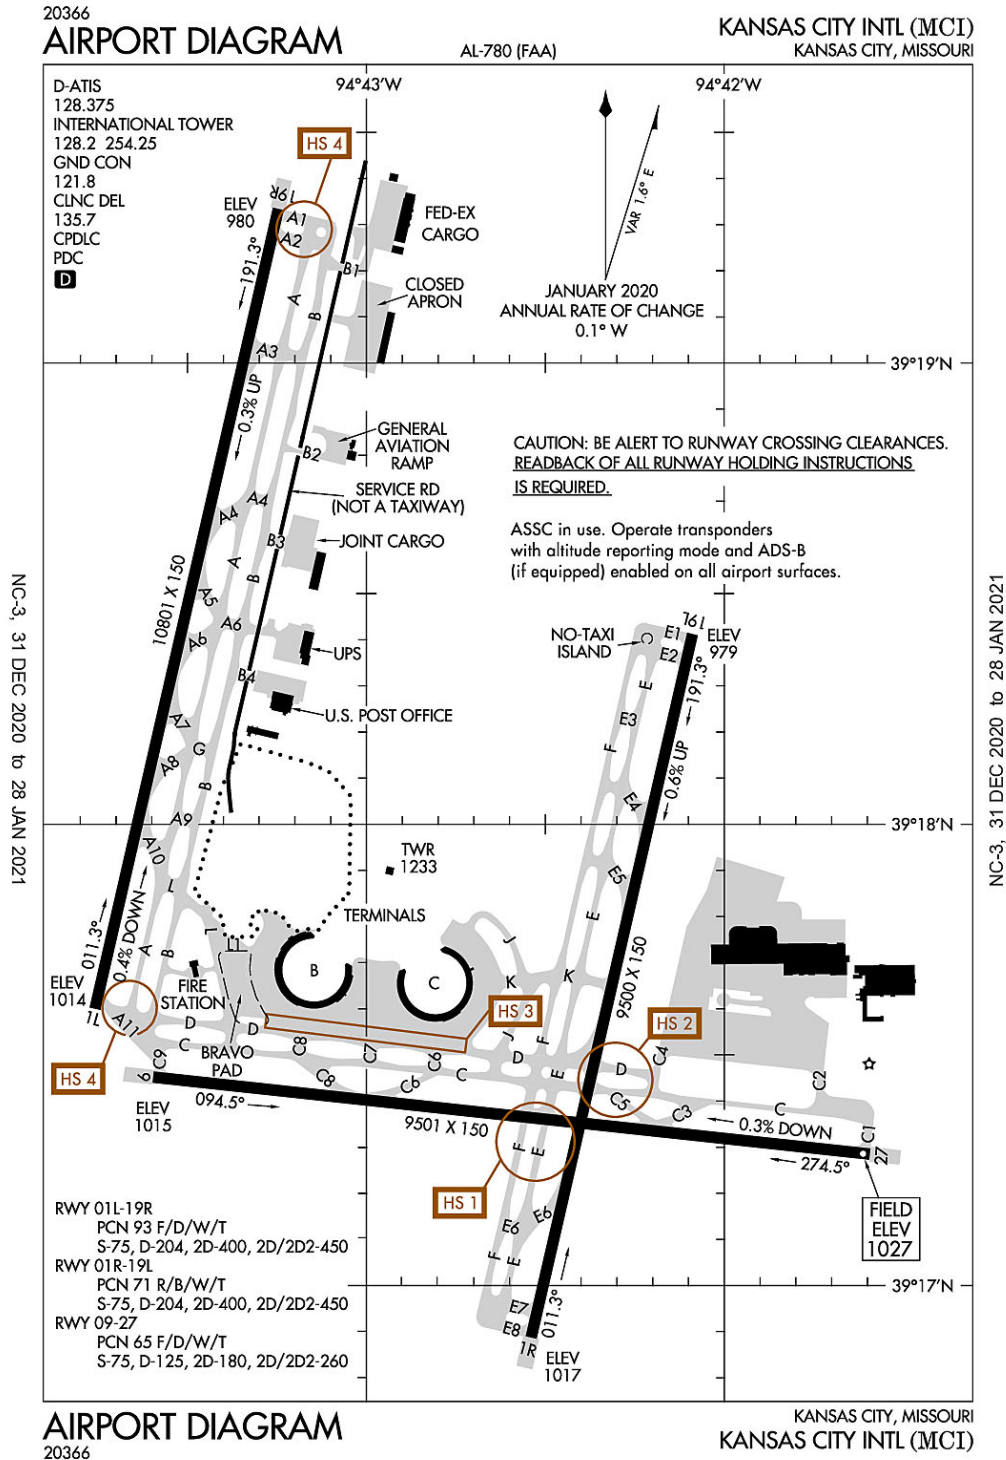 20366
AIRPORT DIAGRAM
AL-780 (FAA)
KANSAS CITY INTL (MCI)
KANSAS CITY, MISSOURI
94°43'W
94°42'W
D-ATIS
128.375
INTERNATIONAL TOWER
128.2 254.25
GND CON
121.8
CLNC DEL
135.7
CPDLC
PDC
D
HS 4
19R
ELEV
980
A1
A2
191.3°
FED-EX
CARGO
B1
CLOSED
APRON
A
B
A3
0.3% UP
VAR 1.6° E
JANUARY 2020
ANNUAL RATE OF CHANGE
0.1° W
39°19'N
GENERAL
AVIATION
RAMP
B2
SERVICE RD
(NOT A TAXIWAY)
A4
A4
B3
JOINT CARGO
A
B
CAUTION: BE ALERT TO RUNWAY CROSSING CLEARANCES.
READBACK OF ALL RUNWAY HOLDING INSTRUCTIONS
IS REQUIRED.
ASSC in use. Operate transponders
with altitude reporting mode and ADS-B
(if equipped) enabled on all airport surfaces.
10801 X 150
A5
A6
A6
UPS
B4
U.S. POST OFFICE
A7
G
A8
B
A9
A10
L
NO-TAXI
ISLAND
C
E1
E2
19L
ELEV
979
191.3°
E
E3
F
0.6% UP
E4
39°18'N
TWR
1233
E5
E
TERMINALS
B
C
J
K
K
9500 X 150
011.3°
0.4% DOWN
A
B
L
L1
FIRE
STATION
ELEV
1014
1L
A11
HS 4
D
C
D
BRAVO
PAD
C9
C8
C8
C7
C6
C6
C
HS 3
J
D
F
E
HS 2
D
C4
C5
C3
C
C2
C1
9
094.5°
ELEV
1015
9501 X 150
0.3% DOWN
274.5°
27
FIELD
ELEV
1027
F
E
HS 1
E6
E6
F
E
39°17'N
E7
E8
011.3°
1R
ELEV
1017
RWY 01L-19R
PCN 93 F/D/W/T
S-75, D-204, 2D-400, 2D/2D2-450
RWY 01R-19L
PCN 71 R/B/W/T
S-75, D-204, 2D-400, 2D/2D2-450
RWY 09-27
PCN 65 F/D/W/T
S-75, D-125, 2D-180, 2D/2D2-260
NC-3, 31 DEC 2020 to 28 JAN 2021
NC-3, 31 DEC 2020 to 28 JAN 2021
AIRPORT DIAGRAM
20366
KANSAS CITY, MISSOURI
KANSAS CITY INTL (MCI)